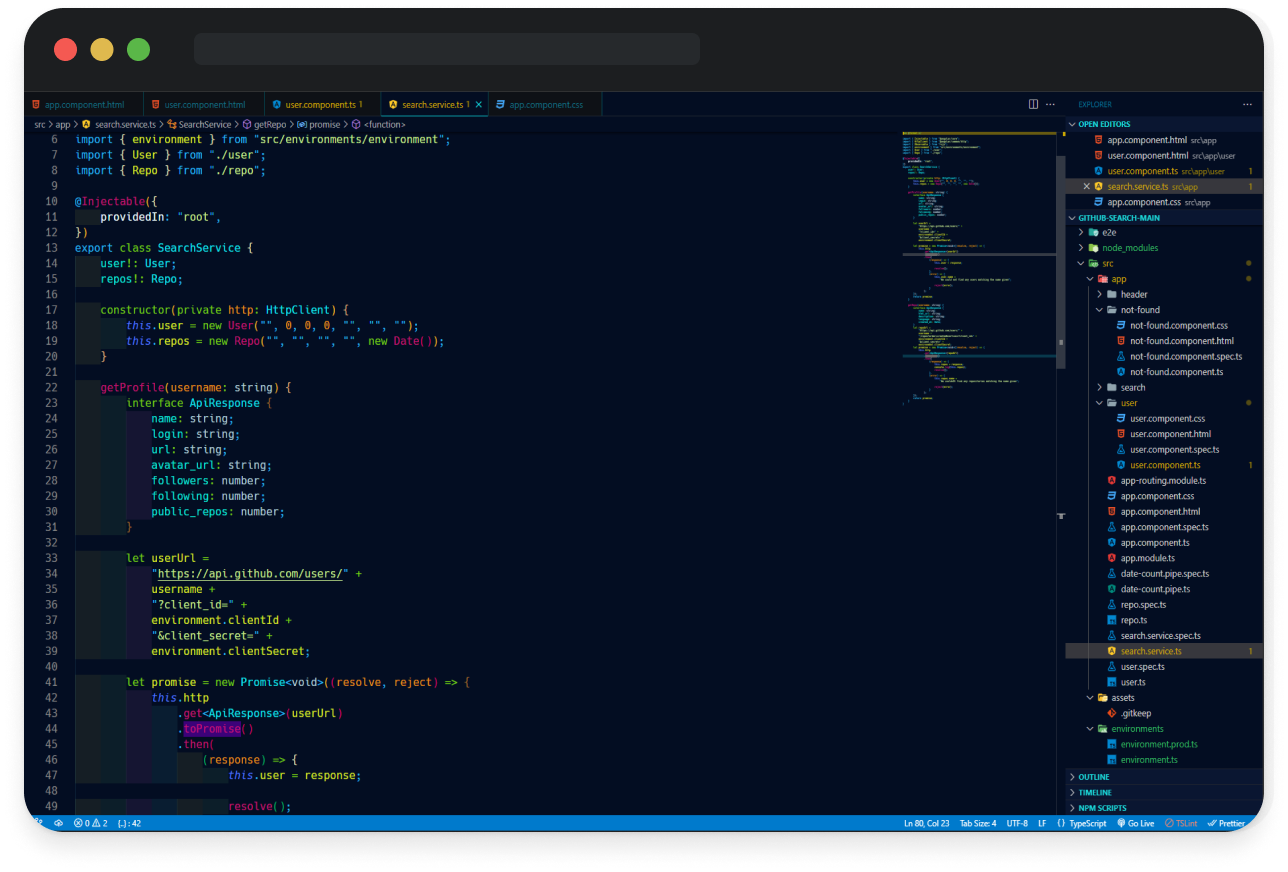 app.component.html user.component.html user.component.ts 1 search.service.ts 1 app.component.css
src > app > search.service.ts > SearchService > getRepo > promise > <function>
6 import { environment } from "src/environments/environment";
7 import { User } from "./user";
8 import { Repo } from "./repo";
9
10 @Injectable({
11 providedIn: "root",
12 })
13 export class SearchService {
14 user!: User;
15 repos!: Repo;
16
17 constructor(private http: HttpClient) {
18 this.user = new User("", 0, 0, 0, "", "", "");
19 this.repos = new Repo("", "", "", "", new Date());
20 }
21
22 getProfile(username: string) {
23 interface ApiResponse {
24 name: string;
25 login: string;
26 url: string;
27 avatar_url: string;
28 followers: number;
29 following: number;
30 public_repos: number;
31 }
32
33 let userUrl =
34 "https://api.github.com/users/" +
35 username +
36 "?client_id=" +
37 environment.clientId +
38 "&client_secret=" +
39 environment.clientSecret;
40
41 let promise = new Promise<void>((resolve, reject) => {
42 this.http
43 .get<ApiResponse>(userUrl)
44 .toPromise()
45 .then(
46 (response) => {
47 this.user = response;
48
49 resolve();
EXPLORER
OPEN EDITORS
app.component.html src\app
user.component.html src\app\user
user.component.ts src\app\user 1
search.service.ts src\app 1
app.component.css src\app
GITHUB-SEARCH-MAIN
e2e
node_modules
src
app
header
not-found
not-found.component.css
not-found.component.html
not-found.component.spec.ts
not-found.component.ts
search
user
user.component.css
user.component.html
user.component.spec.ts
user.component.ts 1
app-routing.module.ts
app.component.css
app.component.html
app.component.spec.ts
app.component.ts
app.module.ts
date-count.pipe.spec.ts
date-count.pipe.ts
repo.spec.ts
repo.ts
search.service.spec.ts
search.service.ts 1
user.spec.ts
user.ts
assets
.gitkeep
environments
environment.prod.ts
environment.ts
OUTLINE
TIMELINE
NPM SCRIPTS
0 2 {..} : 42 Ln 80, Col 23 Tab Size: 4 UTF-8 LF {} TypeScript Go Live TSLint Prettier